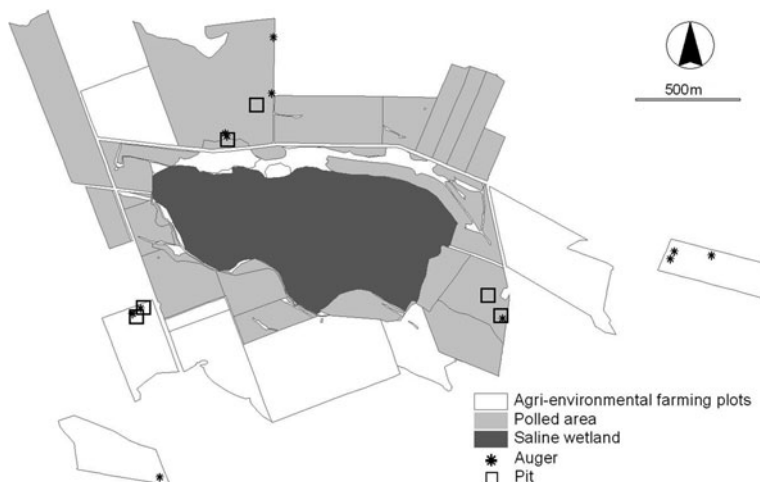 500m
Agri-environmental farming plots
Polled area
Saline wetland
Auger
Pit